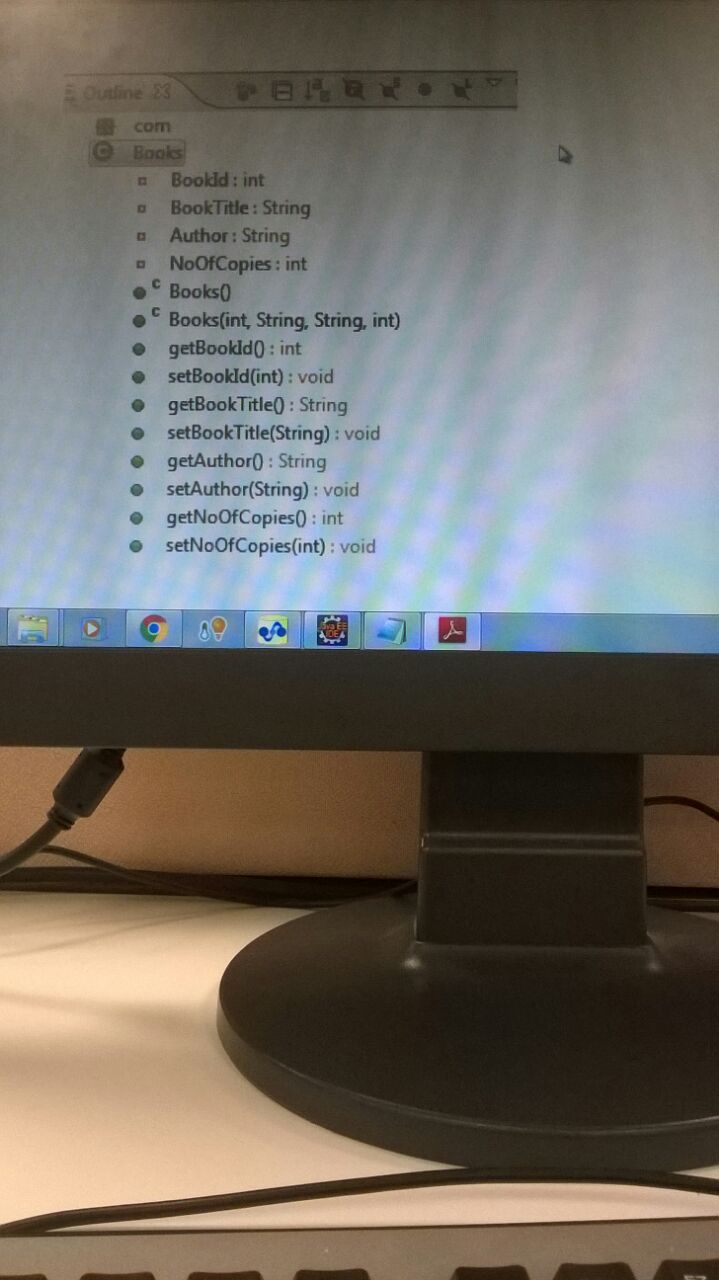 Outline
com
Books
BookId : int
BookTitle : String
Author : String
NoOfCopies : int
C Books()
C Books(int, String, String, int)
getBookId() : int
setBookId(int) : void
getBookTitle() : String
setBookTitle(String) : void
getAuthor() : String
setAuthor(String) : void
getNoOfCopies() : int
setNoOfCopies(int) : void
Java EE
IDE